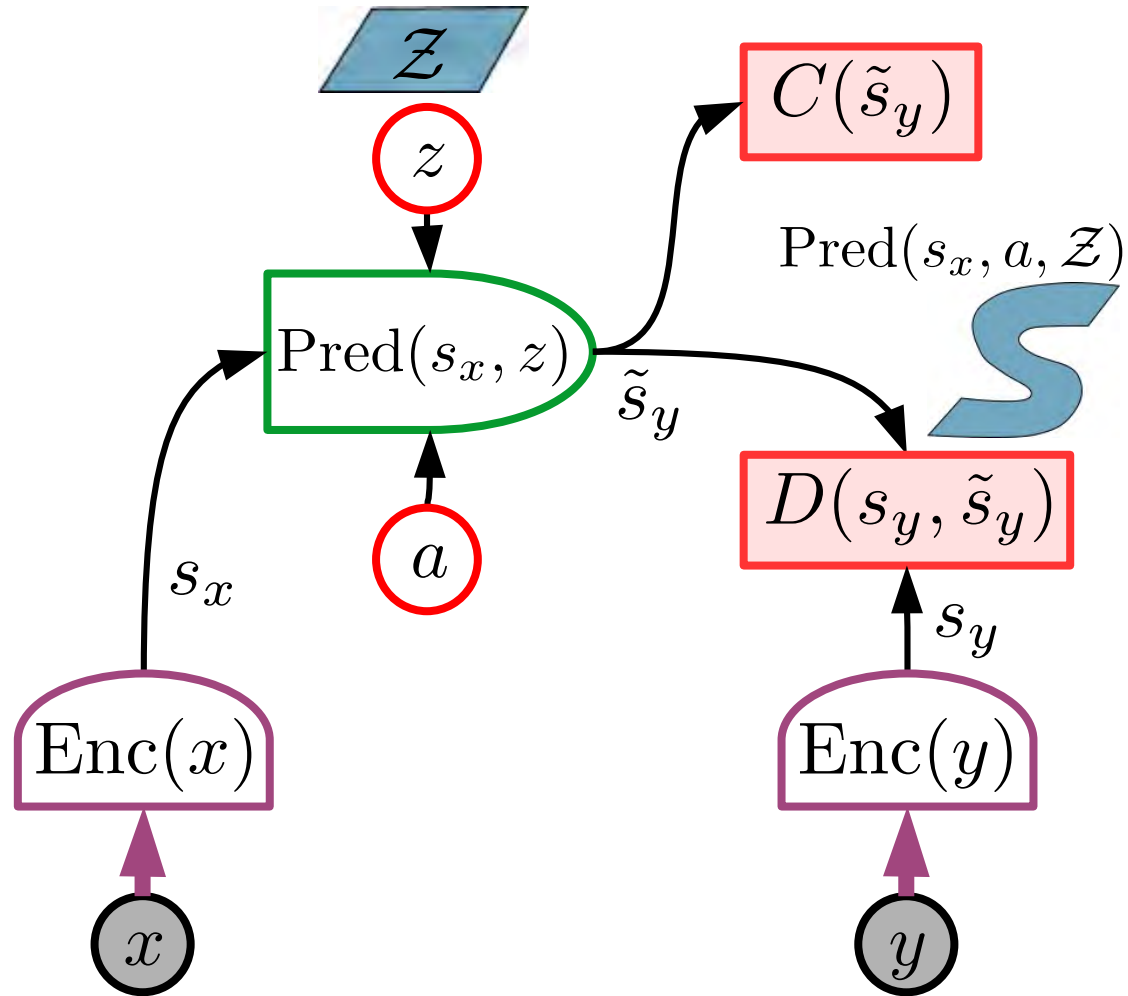 𝒵
z
C(s̃_y)
Pred(s_x, a, 𝒵)
Pred(s_x, z)
s̃_y
D(s_y, s̃_y)
a
s_x
s_y
Enc(x)
Enc(y)
x
y